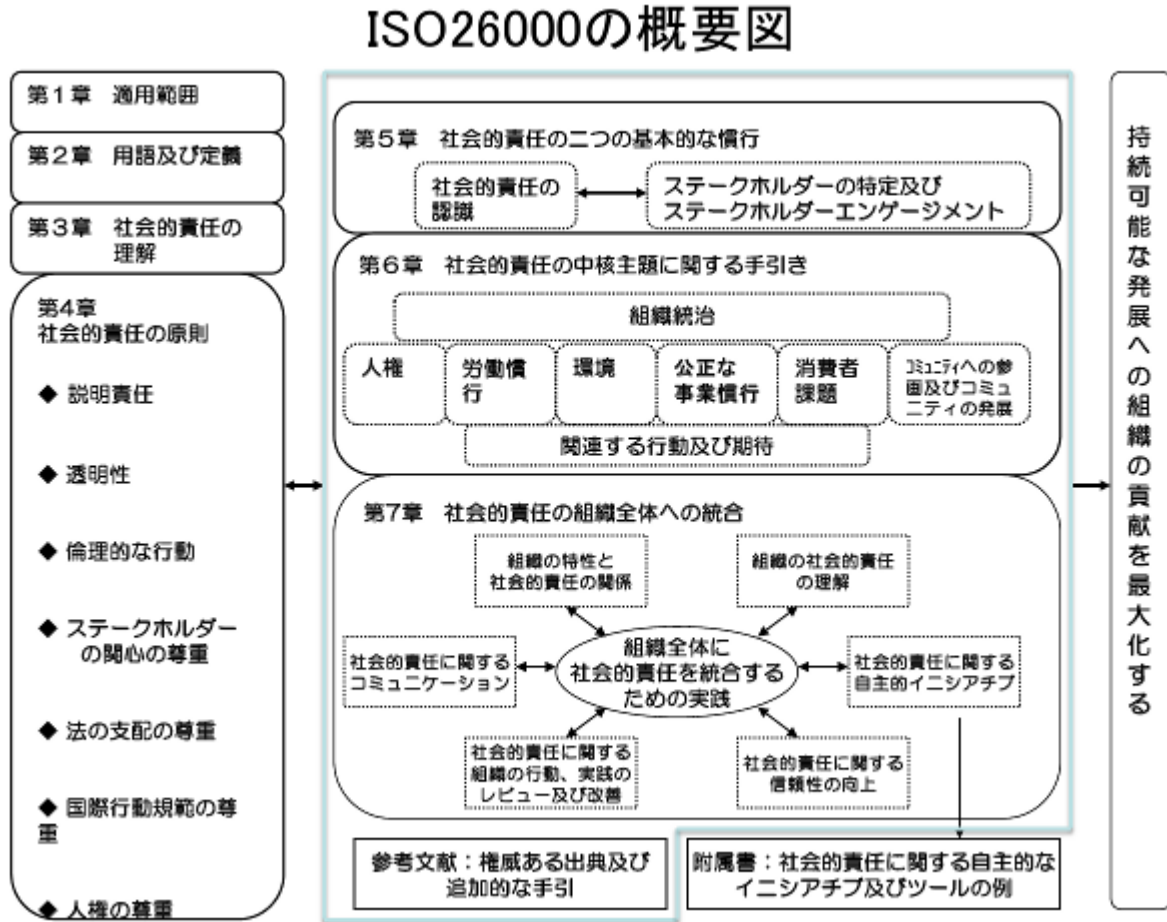 ISO26000の概要図
第1章 適用範囲
第2章 用語及び定義
第3章 社会的責任の
理解
第4章
社会的責任の原則
◆ 説明責任
◆ 透明性
◆ 倫理的な行動
◆ ステークホルダー
の関心の尊重
◆ 法の支配の尊重
◆ 国際行動規範の尊
重
◆ 人権の尊重
第5章 社会的責任の二つの基本的な慣行
社会的責任の
認識
ステークホルダーの特定及び
ステークホルダーエンゲージメント
第6章 社会的責任の中核主題に関する手引き
組織統治
人権
労働慣
行
環境
公正な
事業慣行
消費者
課題
コミュニティへの参
画及びコミュ
ニティの発展
関連する行動及び期待
第7章 社会的責任の組織全体への統合
組織の特性と
社会的責任の関係
組織の社会的責任
の理解
社会的責任に関する
コミュニケーション
組織全体に
社会的責任を統合する
ための実践
社会的責任に関する
自主的イニシアチブ
社会的責任に関する
組織の行動、実践の
レビュー及び改善
社会的責任に関する
信頼性の向上
参考文献：権威ある出典及び
追加的な手引
附属書：社会的責任に関する自主的な
イニシアチブ及びツールの例
持続可能な発展への組織の貢献を最大化する